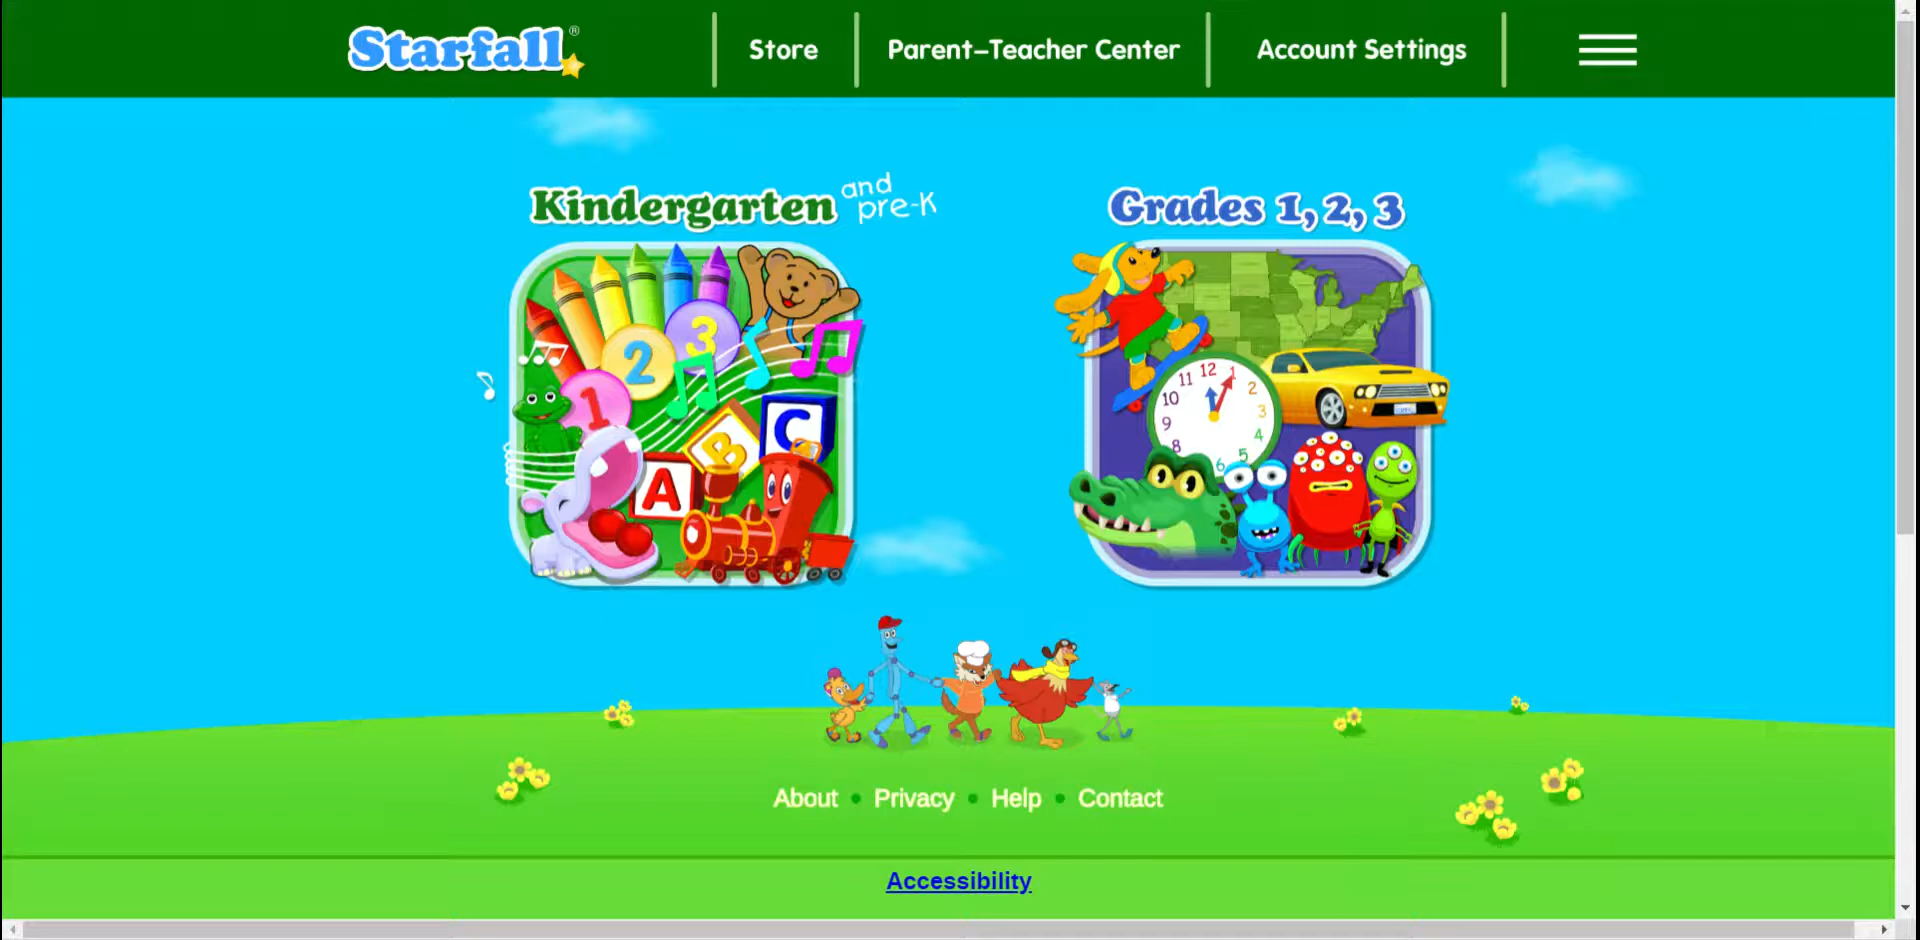 Starfall®
Store
Parent-Teacher Center
Account Settings
Kindergarten and pre-K
Grades 1, 2, 3
1
2
3
A
B
C
12
1
2
3
4
5
6
8
9
10
11
About • Privacy • Help • Contact
Accessibility